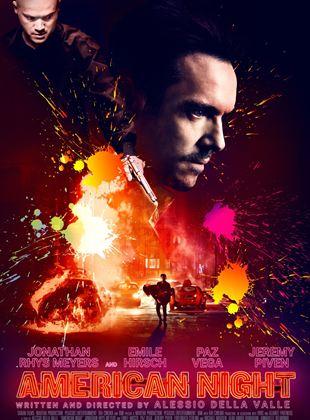 JONATHAN RHYS MEYERS AND EMILE HIRSCH PAZ VEGA JEREMY PIVEN
AMERICAN NIGHT
WRITTEN AND DIRECTED BY ALESSIO DELLA VALLE